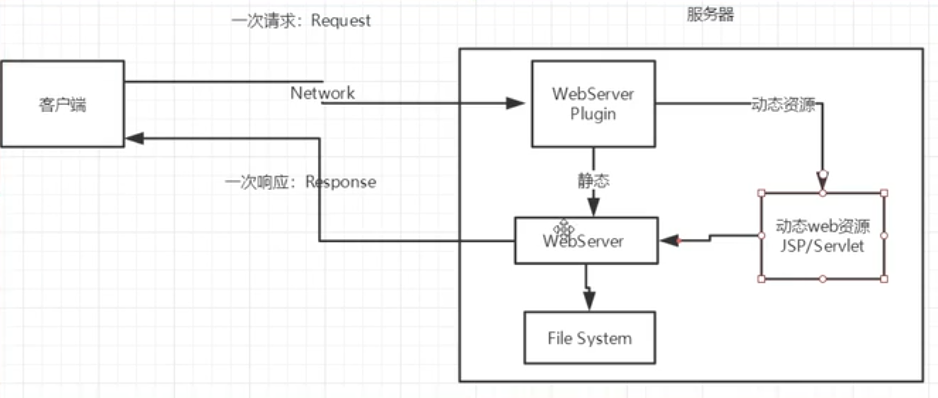 一次请求：Request
服务器
客户端
Network
WebServer
Plugin
动态资源
一次响应：Response
静态
动态web资源
JSP/Servlet
WebServer
File System